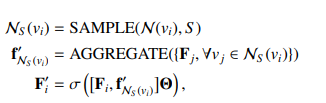 𝒩_S(v_i) = SAMPLE(𝒩(v_i), S)
f′_{𝒩_S(v_i)} = AGGREGATE({F_j, ∀v_j ∈ 𝒩_S(v_i)})
F′_i = σ([F_i, f′_{𝒩_S(v_i)}]Θ),